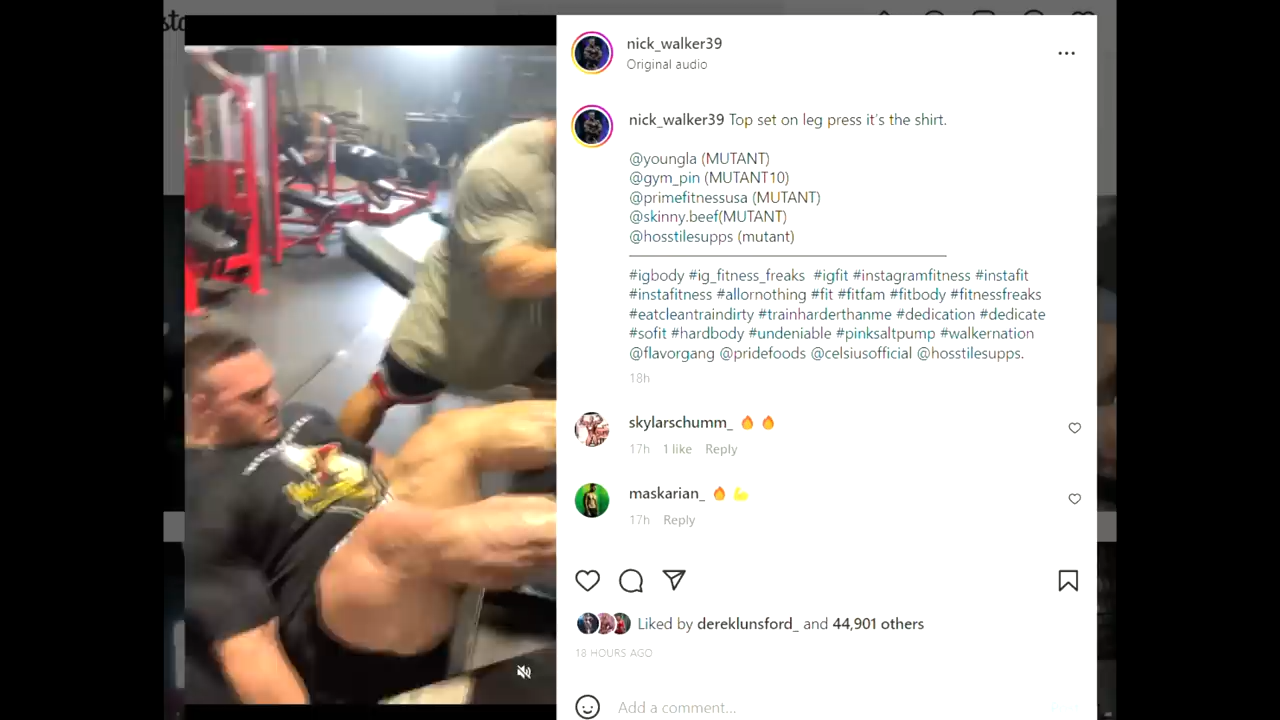 nick_walker39
Original audio
nick_walker39 Top set on leg press it's the shirt.
@youngla (MUTANT)
@gym_pin (MUTANT10)
@primefitnessusa (MUTANT)
@skinny.beef(MUTANT)
@hosstilesupps (mutant)
#igbody #ig_fitness_freaks #igfit #instagramfitness #instafit
#instafitness #allornothing #fit #fitfam #fitbody #fitnessfreaks
#eatcleantraindirty #trainharderthanme #dedication #dedicate
#sofit #hardbody #undeniable #pinksaltpump #walkernation
@flavorgang @pridefoods @celsiusofficial @hosstilesupps.
18h
skylarschumm_ 🔥 🔥
17h 1 like Reply
maskarian_ 🔥 💪
17h Reply
Liked by dereklunsford_ and 44,901 others
18 HOURS AGO
Add a comment...